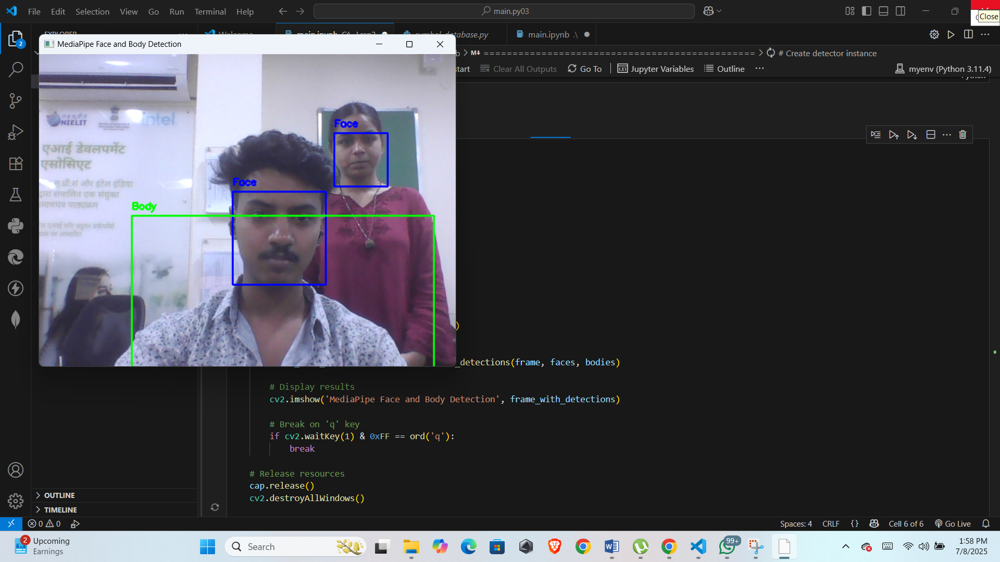 File Edit Selection View Go Run Terminal Help
main.py03
Close
2
EXPLORER
Welcome
main.ipynb C:\...\cap2
symbol_database.py
main.ipynb .\
MediaPipe Face and Body Detection
b > M↓ =============================================== > # Create detector instance
start Clear All Outputs Go To Jupyter Variables Outline ...
myenv (Python 3.11.4)
Python
NIELIT
intel
एआई डेवलपमेंट
एसोसिएट
मु.प्रौ.सं और इंटेल इंडिया
द्वारा संचालित एक संयुक्त
प्रमाणपत्र पाठ्यक्रम
Face
Face
Body
)
_detections(frame, faces, bodies)
# Display results
cv2.imshow('MediaPipe Face and Body Detection', frame_with_detections)
# Break on 'q' key
if cv2.waitKey(1) & 0xFF == ord('q'):
break
# Release resources
cap.release()
cv2.destroyAllWindows()
OUTLINE
TIMELINE
0 0
Spaces: 4 CRLF {} Cell 6 of 6 Go Live
2
Upcoming
Earnings
Search
99+
1:58 PM
7/8/2025